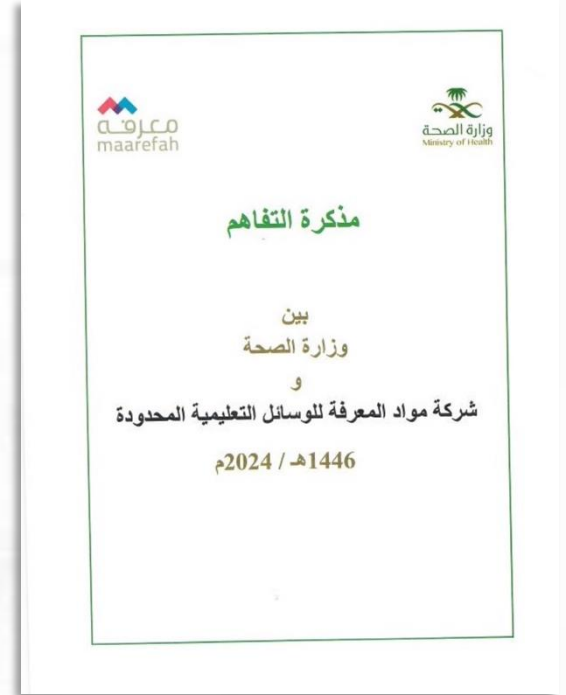 معرفة
maarefah
وزارة الصحة
Ministry of Health
مذكرة التفاهم
بين
وزارة الصحة
و
شركة مواد المعرفة للوسائل التعليمية المحدودة
1446هـ / 2024م